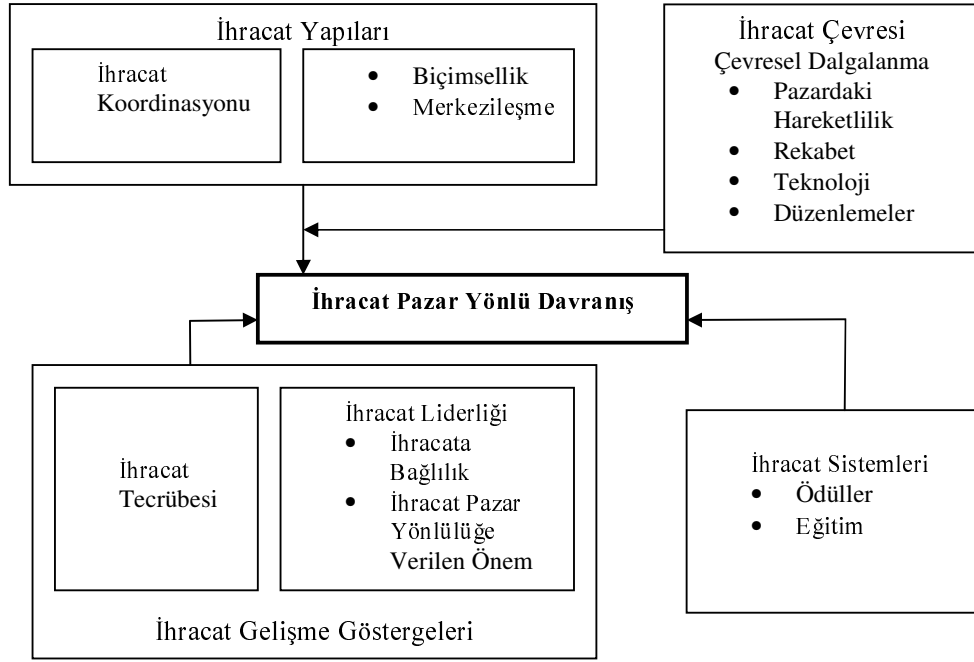 İhracat Yapıları
İhracat
Koordinasyonu
• Biçimsellik
• Merkezileşme
İhracat Çevresi
Çevresel Dalgalanma
• Pazardaki
Hareketlilik
• Rekabet
• Teknoloji
• Düzenlemeler
İhracat Pazar Yönlü Davranış
İhracat
Tecrübesi
İhracat Liderliği
• İhracata
Bağlılık
• İhracat Pazar
Yönlülüğe
Verilen Önem
İhracat Gelişme Göstergeleri
İhracat Sistemleri
• Ödüller
• Eğitim